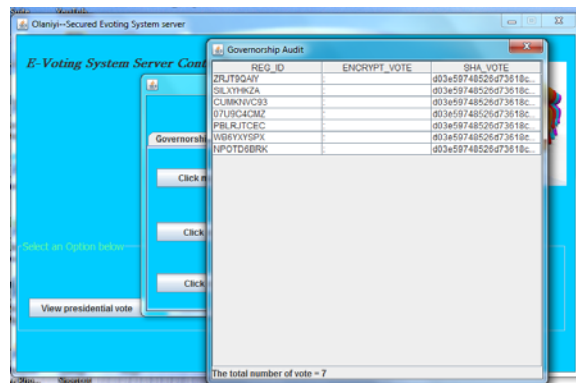 Olaniyi--Secured Evoting System server
E-Voting System Server Cont
Governorship Audit
REG_ID ENCRYPT_VOTE SHA_VOTE
ZRJT9QAIY : d03e59748526d73618c...
SILXYHKZA : d03e59748526d73618c...
CUMKNVC93 : d03e59748526d73618c...
07U9C4CMZ : d03e59748526d73618c...
PBLRJTCEC : d03e59748526d73618c...
WB6YXYSPX : d03e59748526d73618c...
NPOTD6BRK : d03e59748526d73618c...
Governorshi
Click
Click
Select an Option below
Click
View presidential vote
The total number of vote = 7